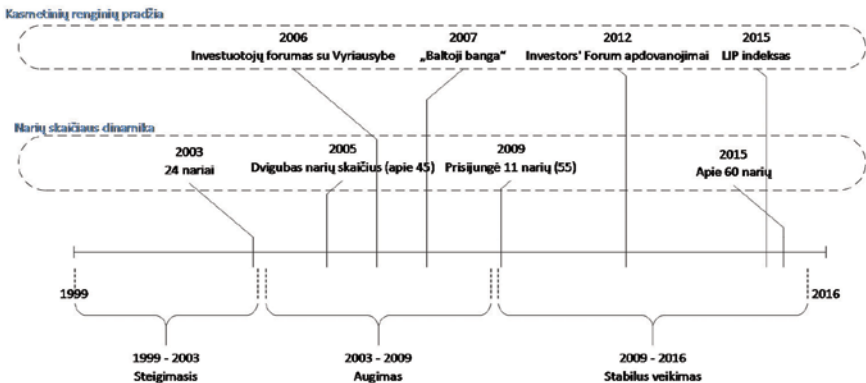 Kasmetinių renginių pradžia
2006
Investuotojų forumas su Vyriausybe
2007
„Baltoji banga“
2012
Investors' Forum apdovanojimai
2015
LIP indeksas
Narių skaičiaus dinamika
2003
24 nariai
2005
Dvigubas narių skaičius (apie 45)
2009
Prisijungė 11 narių (55)
2015
Apie 60 narių
1999
2016
1999 - 2003
Steigimasis
2003 - 2009
Augimas
2009 - 2016
Stabilus veikimas